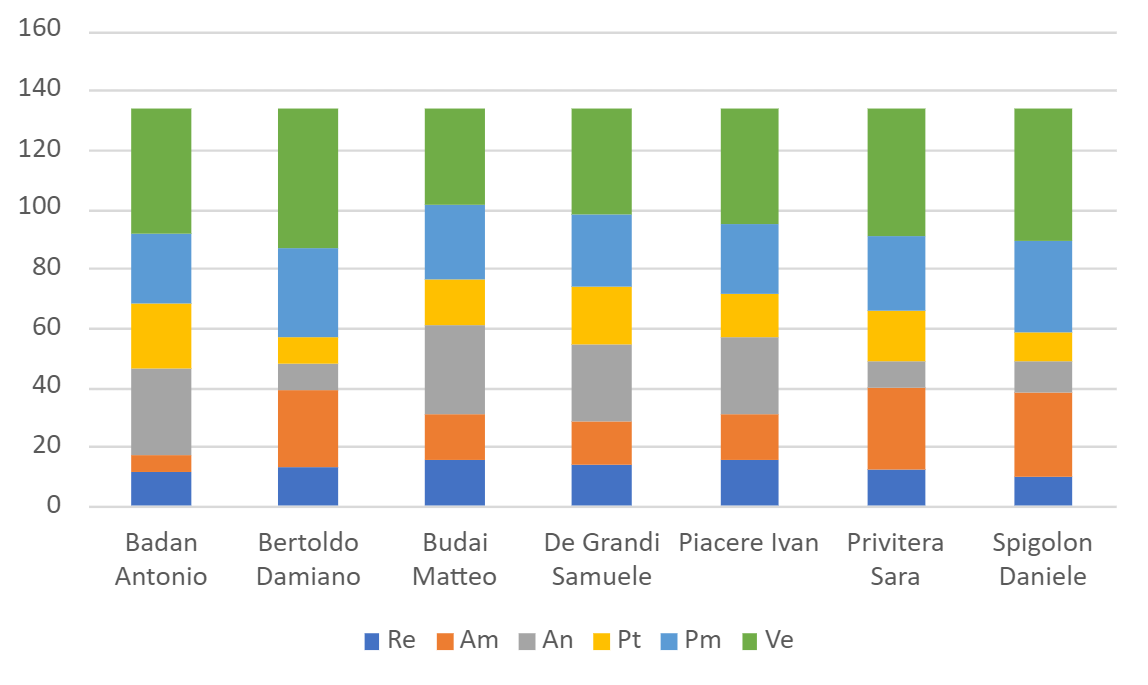 160
140
120
100
80
60
40
20
0
Badan Antonio
Bertoldo Damiano
Budai Matteo
De Grandi Samuele
Piacere Ivan
Privitera Sara
Spigolon Daniele
Re Am An Pt Pm Ve